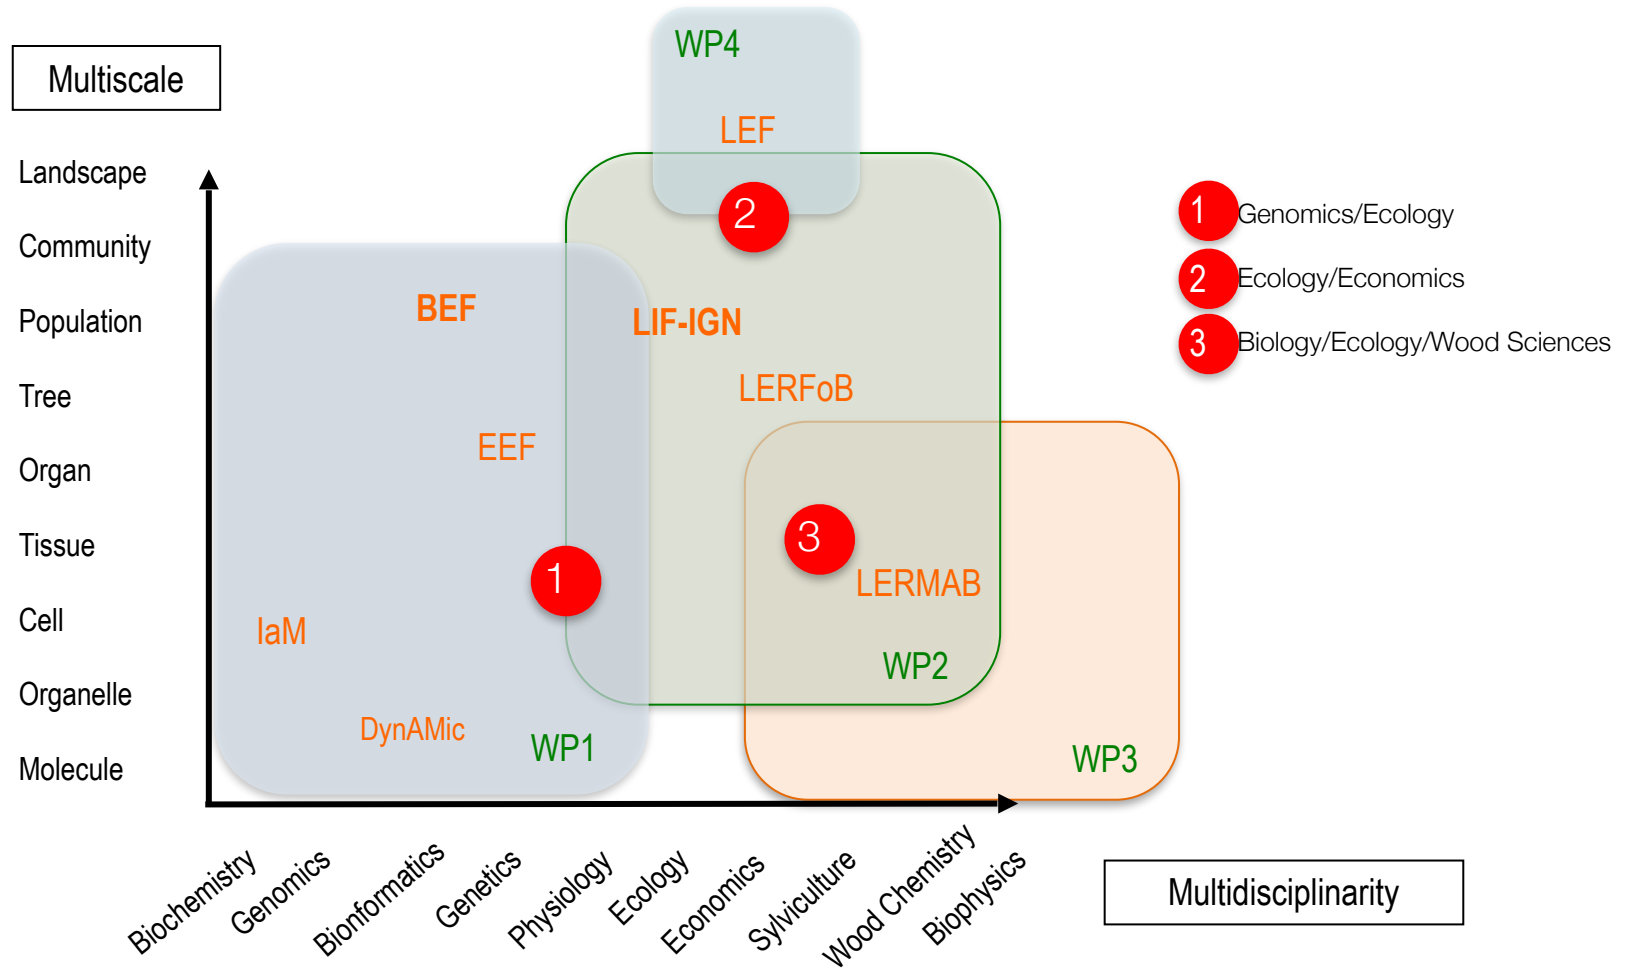 WP4
Multiscale
LEF
Landscape
Community
Population
Tree
Organ
Tissue
Cell
Organelle
Molecule
2
BEF
LIF-IGN
LERFoB
EEF
3
1
LERMAB
IaM
WP2
DynAMic
WP1
WP3
1 Genomics/Ecology
2 Ecology/Economics
3 Biology/Ecology/Wood Sciences
Biochemistry
Genomics
Bionformatics
Genetics
Physiology
Ecology
Economics
Sylviculture
Wood Chemistry
Biophysics
Multidisciplinarity